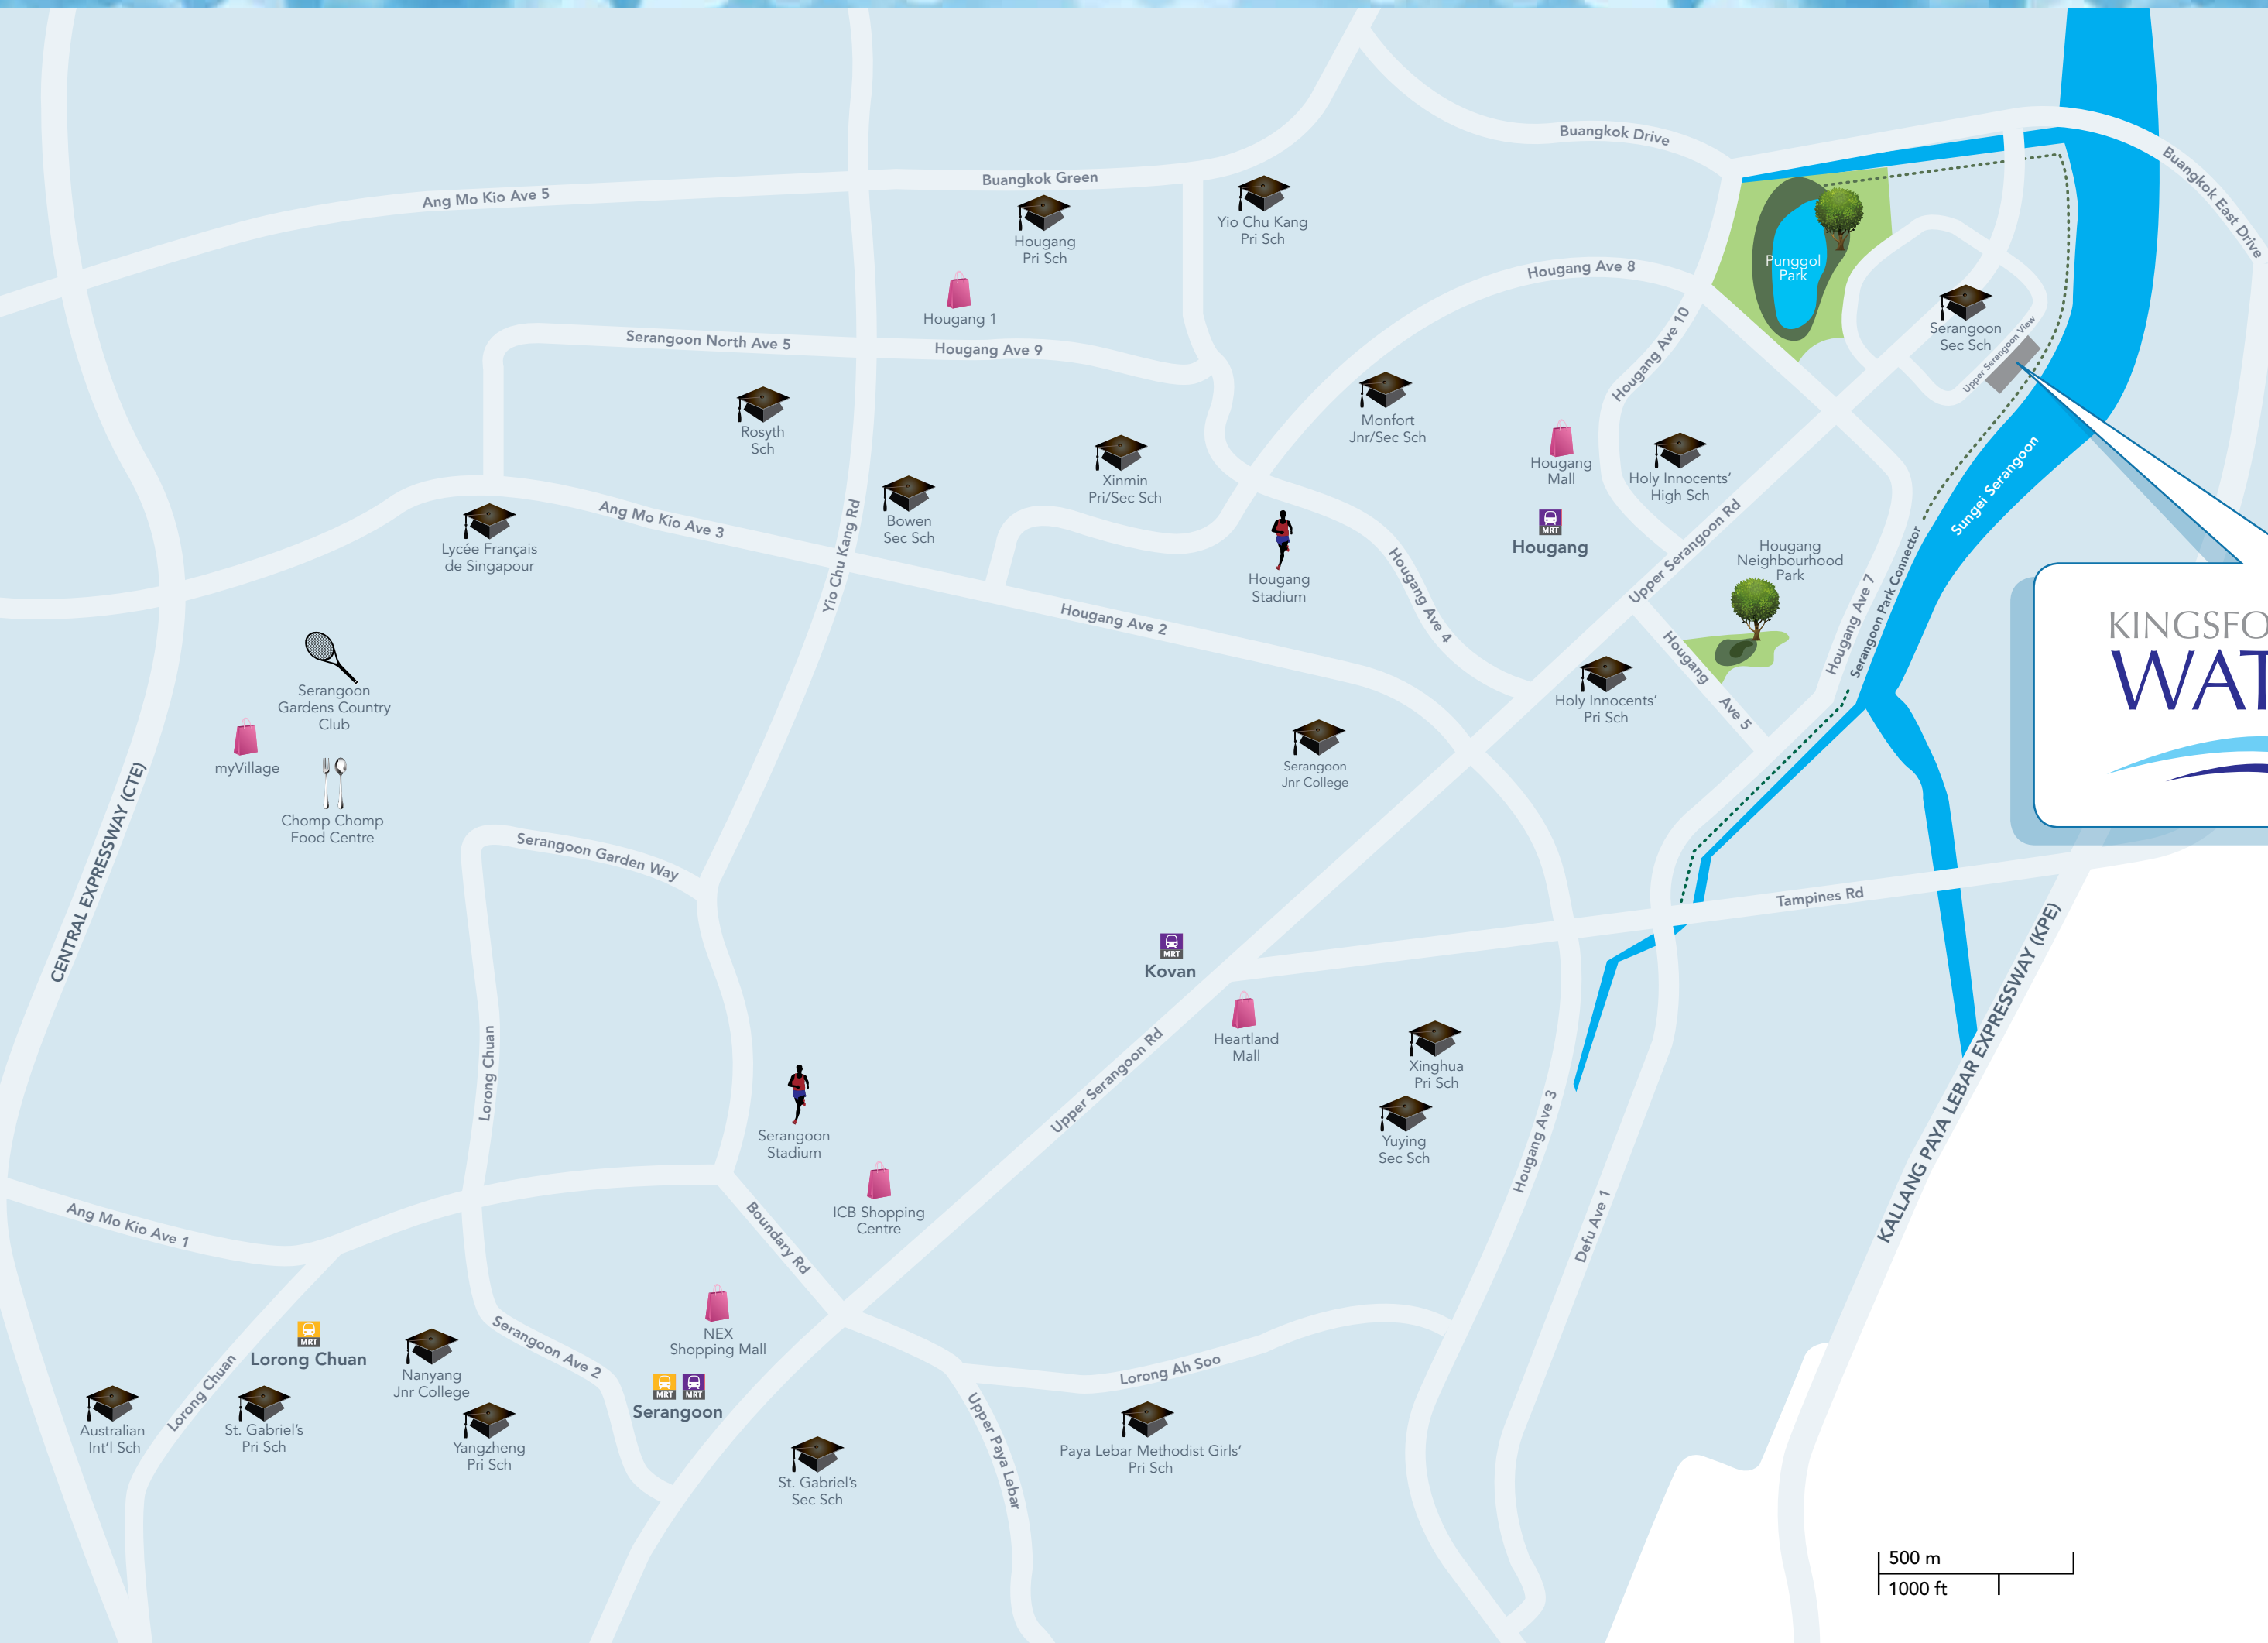 Buangkok Drive
Buangkok East Drive
Buangkok Green
Ang Mo Kio Ave 5
Hougang
Pri Sch
Yio Chu Kang
Pri Sch
Hougang Ave 8
Punggol
Park
Hougang 1
Serangoon
Sec Sch
Upper Serangoon View
Serangoon North Ave 5
Hougang Ave 9
Hougang Ave 10
Rosyth
Sch
Monfort
Jnr/Sec Sch
Hougang
Mall
Holy Innocents'
High Sch
Xinmin
Pri/Sec Sch
Sungei Serangoon
Bowen
Sec Sch
Ang Mo Kio Ave 3
Yio Chu Kang Rd
Lycée Français
de Singapour
MRT
Hougang
Upper Serangoon Rd
Hougang
Neighbourhood
Park
Hougang
Stadium
Hougang Ave 4
Hougang Ave 7
Serangoon Park Connector
Hougang Ave 2
KINGSFO
WAT
Hougang
Ave 5
Holy Innocents'
Pri Sch
Serangoon
Gardens Country
Club
myVillage
Serangoon
Jnr College
Chomp Chomp
Food Centre
CENTRAL EXPRESSWAY (CTE)
Serangoon Garden Way
Tampines Rd
MRT
Kovan
Heartland
Mall
Upper Serangoon Rd
Lorong Chuan
Xinghua
Pri Sch
Yuying
Sec Sch
Hougang Ave 3
KALLANG PAYA LEBAR EXPRESSWAY (KPE)
Serangoon
Stadium
ICB Shopping
Centre
Ang Mo Kio Ave 1
Boundary Rd
Defu Ave 1
NEX
Shopping Mall
MRT
Lorong Chuan
Nanyang
Jnr College
Serangoon Ave 2
MRT
MRT
Serangoon
Lorong Ah Soo
Lorong Chuan
Australian
Int'l Sch
St. Gabriel's
Pri Sch
Yangzheng
Pri Sch
Upper Paya Lebar
Paya Lebar Methodist Girls'
Pri Sch
St. Gabriel's
Sec Sch
500 m
1000 ft